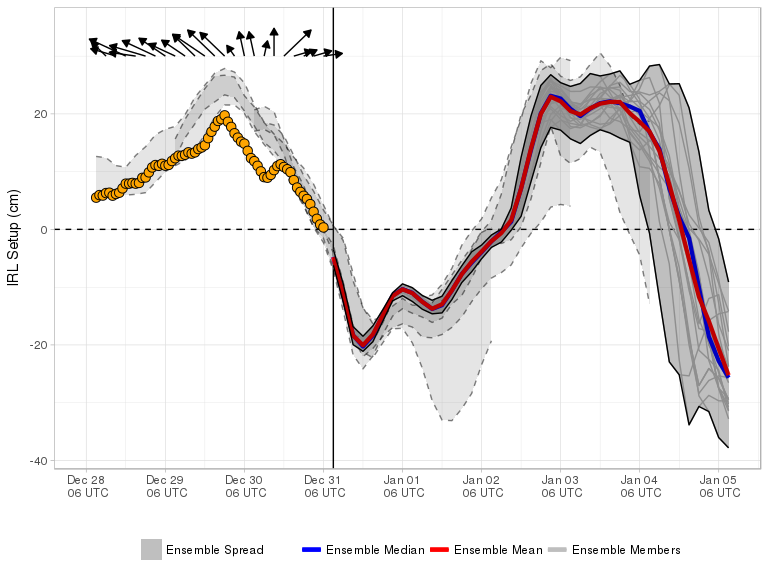 IRL Setup (cm)
20
0
-20
-40
Dec 28 Dec 29 Dec 30 Dec 31 Jan 01 Jan 02 Jan 03 Jan 04 Jan 05
06 UTC 06 UTC 06 UTC 06 UTC 06 UTC 06 UTC 06 UTC 06 UTC 06 UTC
Ensemble Spread Ensemble Median Ensemble Mean Ensemble Members